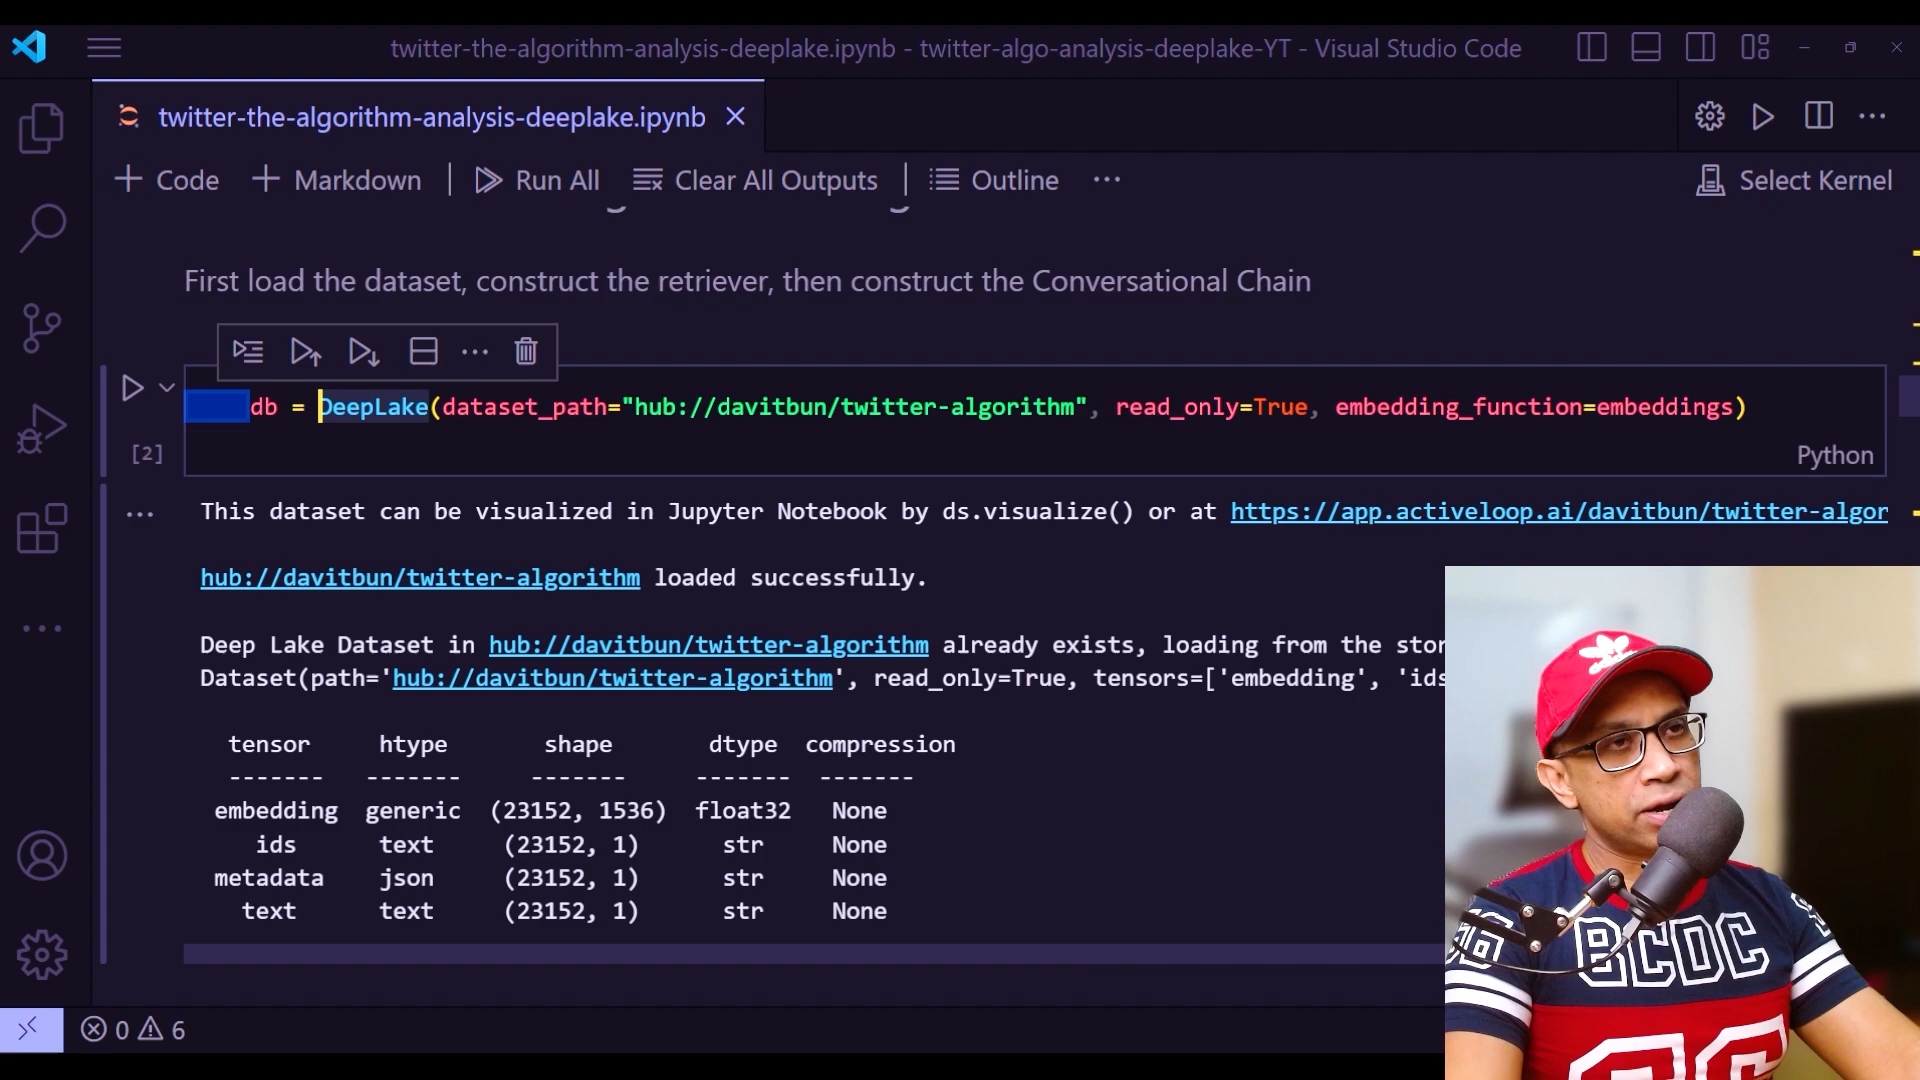 twitter-the-algorithm-analysis-deeplake.ipynb - twitter-algo-analysis-deeplake-YT - Visual Studio Code
twitter-the-algorithm-analysis-deeplake.ipynb
Code Markdown Run All Clear All Outputs Outline ... Select Kernel
First load the dataset, construct the retriever, then construct the Conversational Chain
db = DeepLake(dataset_path="hub://davitbun/twitter-algorithm", read_only=True, embedding_function=embeddings)
[2]
Python
This dataset can be visualized in Jupyter Notebook by ds.visualize() or at https://app.activeloop.ai/davitbun/twitter-algor
hub://davitbun/twitter-algorithm loaded successfully.
Deep Lake Dataset in hub://davitbun/twitter-algorithm already exists, loading from the stor
Dataset(path='hub://davitbun/twitter-algorithm', read_only=True, tensors=['embedding', 'ids
tensor htype shape dtype compression
------- ------- ------- ------- -------
embedding generic (23152, 1536) float32 None
ids text (23152, 1) str None
metadata json (23152, 1) str None
text text (23152, 1) str None
BCDC
0 6